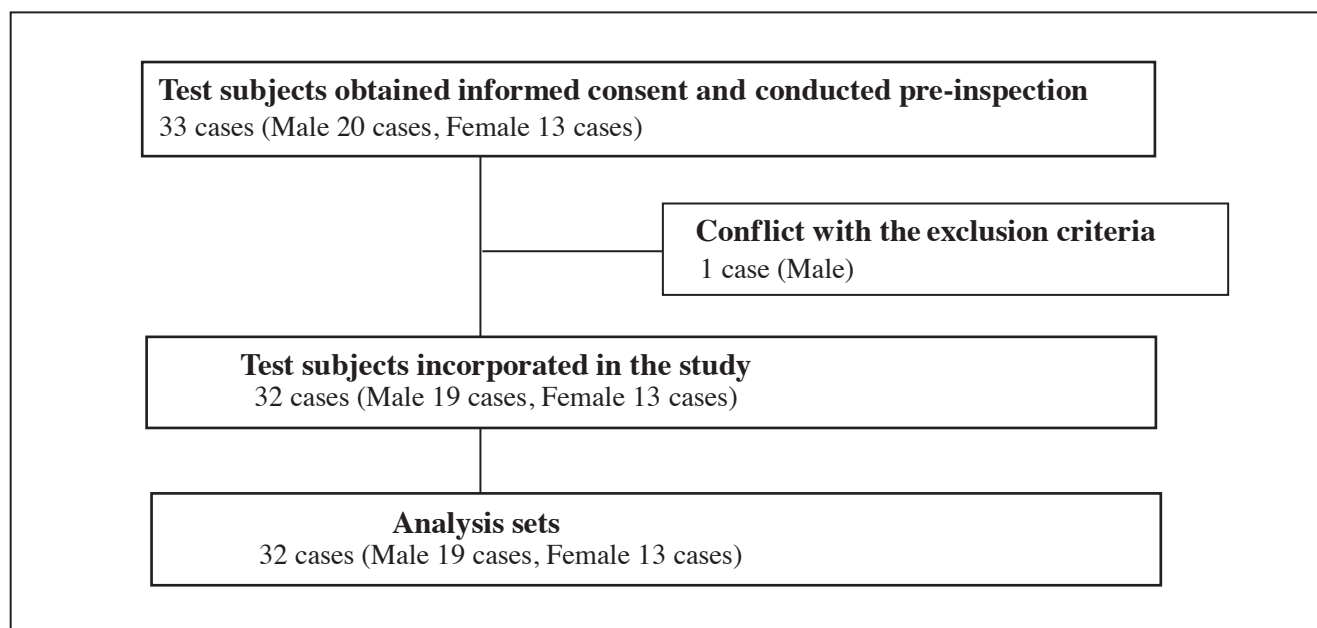 Test subjects obtained informed consent and conducted pre-inspection
33 cases (Male 20 cases, Female 13 cases)
Conflict with the exclusion criteria
1 case (Male)
Test subjects incorporated in the study
32 cases (Male 19 cases, Female 13 cases)
Analysis sets
32 cases (Male 19 cases, Female 13 cases)